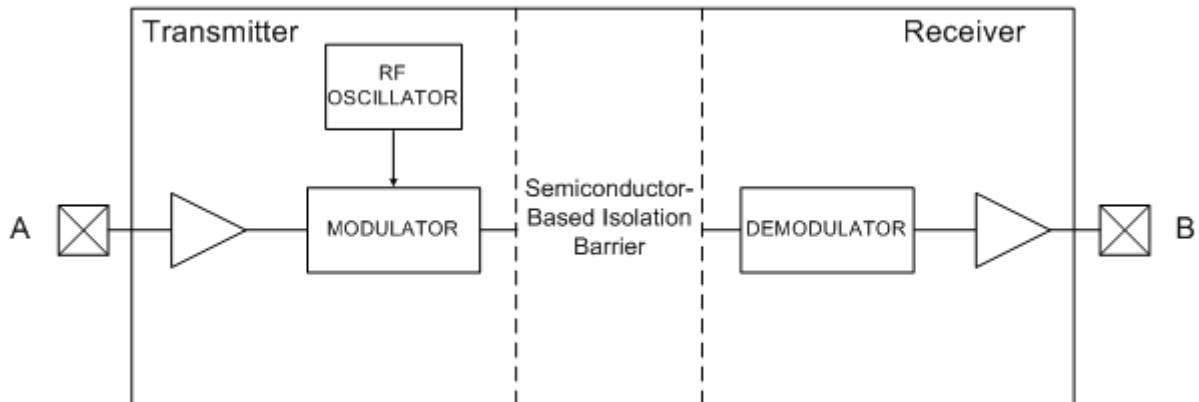 Transmitter
Receiver
RF
OSCILLATOR
A
MODULATOR
Semiconductor-
Based Isolation
Barrier
DEMODULATOR
B